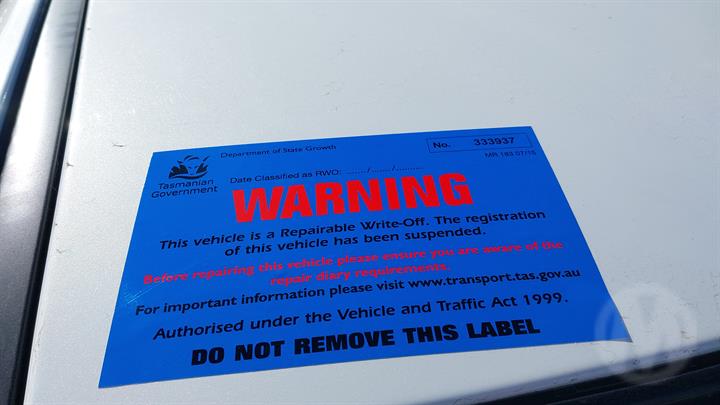 Department of State Growth
No. 333937
MR 183 07/15
Tasmanian
Government
Date Classified as RWO: ......./......./..........
WARNING
This vehicle is a Repairable Write-Off. The registration
of this vehicle has been suspended.
Before repairing this vehicle please ensure you are aware of the
repair diary requirements.
For important information please visit www.transport.tas.gov.au
Authorised under the Vehicle and Traffic Act 1999.
DO NOT REMOVE THIS LABEL